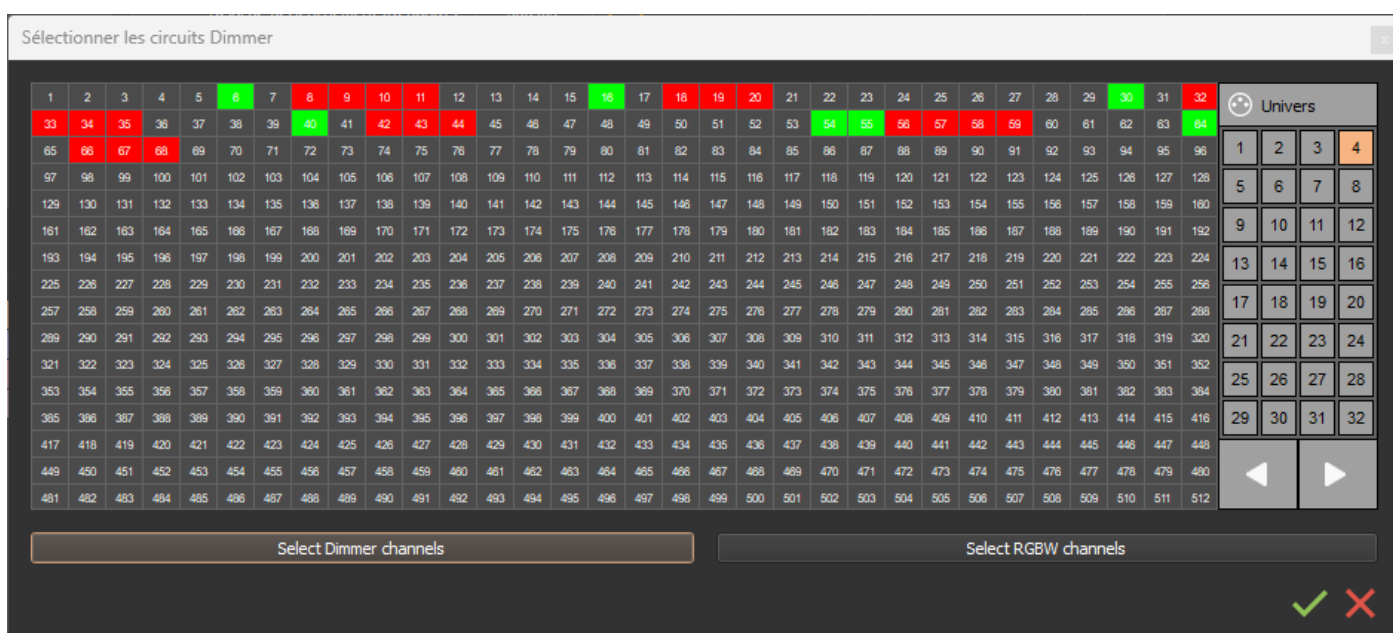 Sélectionner les circuits Dimmer x
1 2 3 4 5 6 7 8 9 10 11 12 13 14 15 16 17 18 19 20 21 22 23 24 25 26 27 28 29 30 31 32
33 34 35 36 37 38 39 40 41 42 43 44 45 46 47 48 49 50 51 52 53 54 55 56 57 58 59 60 61 62 63 64
65 66 67 68 69 70 71 72 73 74 75 76 77 78 79 80 81 82 83 84 85 86 87 88 89 90 91 92 93 94 95 96
97 98 99 100 101 102 103 104 105 106 107 108 109 110 111 112 113 114 115 116 117 118 119 120 121 122 123 124 125 126 127 128
129 130 131 132 133 134 135 136 137 138 139 140 141 142 143 144 145 146 147 148 149 150 151 152 153 154 155 156 157 158 159 160
161 162 163 164 165 166 167 168 169 170 171 172 173 174 175 176 177 178 179 180 181 182 183 184 185 186 187 188 189 190 191 192
193 194 195 196 197 198 199 200 201 202 203 204 205 206 207 208 209 210 211 212 213 214 215 216 217 218 219 220 221 222 223 224
225 226 227 228 229 230 231 232 233 234 235 236 237 238 239 240 241 242 243 244 245 246 247 248 249 250 251 252 253 254 255 256
257 258 259 260 261 262 263 264 265 266 267 268 269 270 271 272 273 274 275 276 277 278 279 280 281 282 283 284 285 286 287 288
289 290 291 292 293 294 295 296 297 298 299 300 301 302 303 304 305 306 307 308 309 310 311 312 313 314 315 316 317 318 319 320
321 322 323 324 325 326 327 328 329 330 331 332 333 334 335 336 337 338 339 340 341 342 343 344 345 346 347 348 349 350 351 352
353 354 355 356 357 358 359 360 361 362 363 364 365 366 367 368 369 370 371 372 373 374 375 376 377 378 379 380 381 382 383 384
385 386 387 388 389 390 391 392 393 394 395 396 397 398 399 400 401 402 403 404 405 406 407 408 409 410 411 412 413 414 415 416
417 418 419 420 421 422 423 424 425 426 427 428 429 430 431 432 433 434 435 436 437 438 439 440 441 442 443 444 445 446 447 448
449 450 451 452 453 454 455 456 457 458 459 460 461 462 463 464 465 466 467 468 469 470 471 472 473 474 475 476 477 478 479 480
481 482 483 484 485 486 487 488 489 490 491 492 493 494 495 496 497 498 499 500 501 502 503 504 505 506 507 508 509 510 511 512
Univers
1 2 3 4
5 6 7 8
9 10 11 12
13 14 15 16
17 18 19 20
21 22 23 24
25 26 27 28
29 30 31 32
Select Dimmer channels
Select RGBW channels